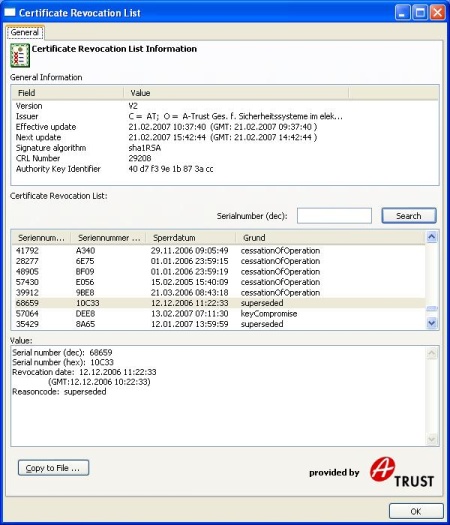 Certificate Revocation List
General
Certificate Revocation List Information
General Information
Field Value
Version V2
Issuer C = AT; O = A-Trust Ges. f. Sicherheitssysteme im elek...
Effective update 21.02.2007 10:37:40 (GMT: 21.02.2007 09:37:40 )
Next update 21.02.2007 15:42:44 (GMT: 21.02.2007 14:42:44 )
Signature algorithm sha1RSA
CRL Number 29208
Authority Key Identifier 40 d7 f3 9e 1b 87 3a cc
Certificate Revocation List:
Serialnumber (dec): Search
Seriennum... Seriennummer ... Sperrdatum Grund
41792 A340 29.11.2006 09:05:49 cessationOfOperation
28277 6E75 01.01.2006 23:59:15 cessationOfOperation
48905 BF09 01.01.2006 23:59:19 cessationOfOperation
57430 E056 15.02.2005 15:40:09 cessationOfOperation
39912 9BE8 21.03.2006 08:43:18 cessationOfOperation
68659 10C33 12.12.2006 11:22:33 superseded
57064 DEE8 13.02.2007 07:11:30 keyCompromise
35429 8A65 12.01.2007 13:59:59 superseded
Value:
Serial number (dec): 68659
Serial number (hex): 10C33
Revocation date: 12.12.2006 11:22:33
(GMT:12.12.2006 10:22:33)
Reasoncode: superseded
Copy to File ...
provided by A TRUST
OK